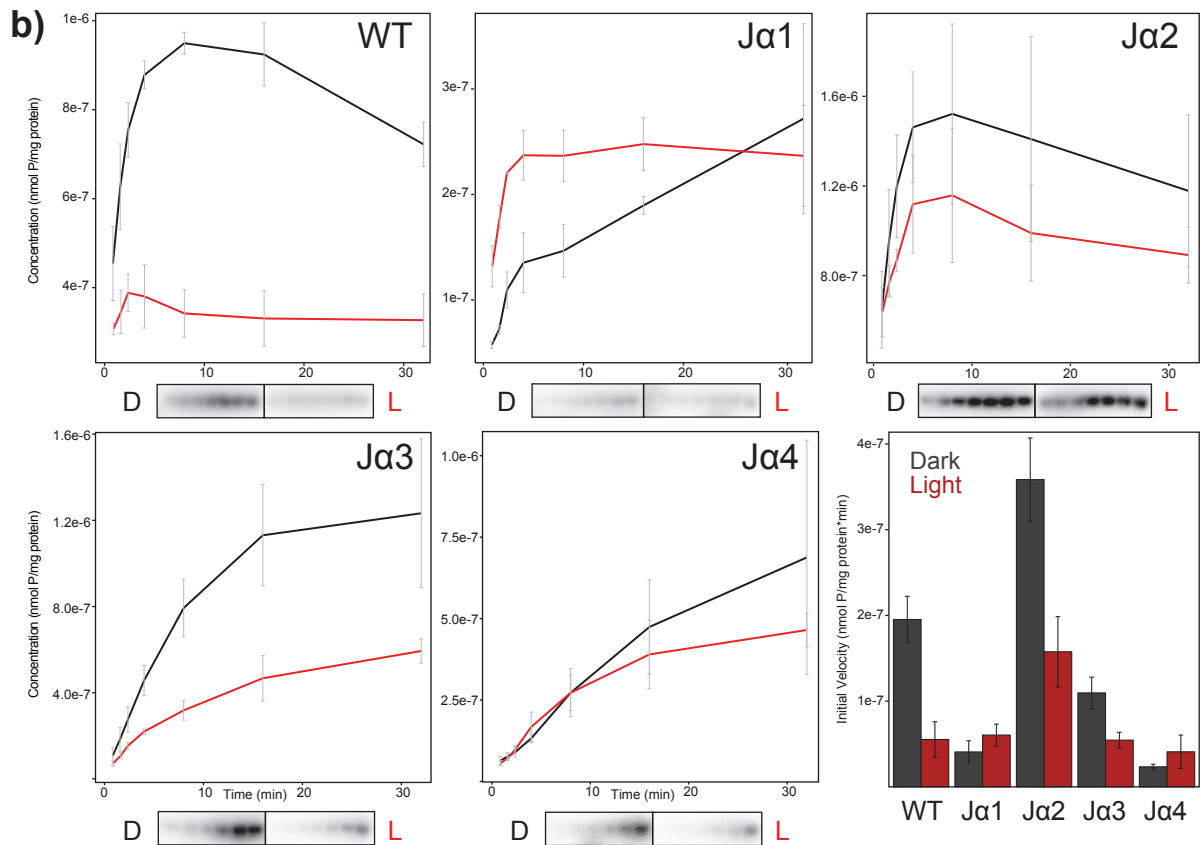 b)
WT
Concentration (nmol P/mg protein)
1e-6
8e-7
6e-7
4e-7
0
10
20
30
D
L
Jα1
3e-7
2e-7
1e-7
0
10
20
30
D
L
Jα2
1.6e-6
1.2e-6
8.0e-7
0
10
20
30
D
L
Jα3
Concentration (nmol P/mg protein)
1.6e-6
1.2e-6
8.0e-7
4.0e-7
0
10
20
30
Time (min)
D
L
Jα4
1.0e-6
7.5e-7
5.0e-7
2.5e-7
0
10
20
30
Time (min)
D
L
Dark
Light
Initial Velocity (nmol P/mg protein*min)
4e-7
3e-7
2e-7
1e-7
WT
Jα1
Jα2
Jα3
Jα4